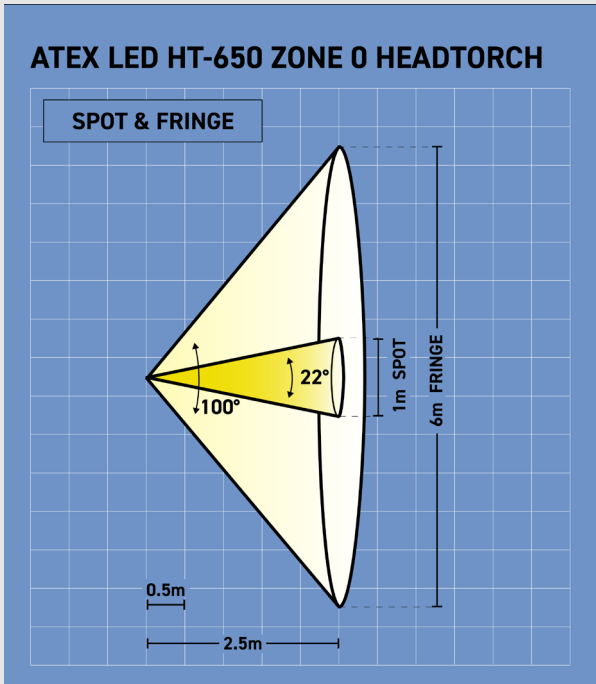 ATEX LED HT-650 ZONE 0 HEADTORCH
SPOT & FRINGE
22°
100°
1m SPOT
6m FRINGE
0.5m
2.5m